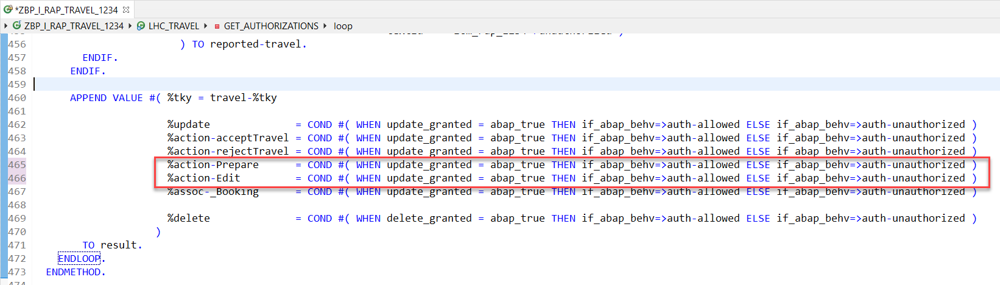 *ZBP_I_RAP_TRAVEL_1234
ZBP_I_RAP_TRAVEL_1234 LHC_TRAVEL GET_AUTHORIZATIONS loop
456 ) TO reported-travel.
457 ENDIF.
458 ENDIF.
459
460 APPEND VALUE #( %tky = travel-%tky
461
462 %update = COND #( WHEN update_granted = abap_true THEN if_abap_behv=>auth-allowed ELSE if_abap_behv=>auth-unauthorized )
463 %action-acceptTravel = COND #( WHEN update_granted = abap_true THEN if_abap_behv=>auth-allowed ELSE if_abap_behv=>auth-unauthorized )
464 %action-rejectTravel = COND #( WHEN update_granted = abap_true THEN if_abap_behv=>auth-allowed ELSE if_abap_behv=>auth-unauthorized )
465 %action-Prepare = COND #( WHEN update_granted = abap_true THEN if_abap_behv=>auth-allowed ELSE if_abap_behv=>auth-unauthorized )
466 %action-Edit = COND #( WHEN update_granted = abap_true THEN if_abap_behv=>auth-allowed ELSE if_abap_behv=>auth-unauthorized )
467 %assoc-_Booking = COND #( WHEN update_granted = abap_true THEN if_abap_behv=>auth-allowed ELSE if_abap_behv=>auth-unauthorized )
468
469 %delete = COND #( WHEN delete_granted = abap_true THEN if_abap_behv=>auth-allowed ELSE if_abap_behv=>auth-unauthorized )
470 )
471 TO result.
472 ENDLOOP.
473 ENDMETHOD.